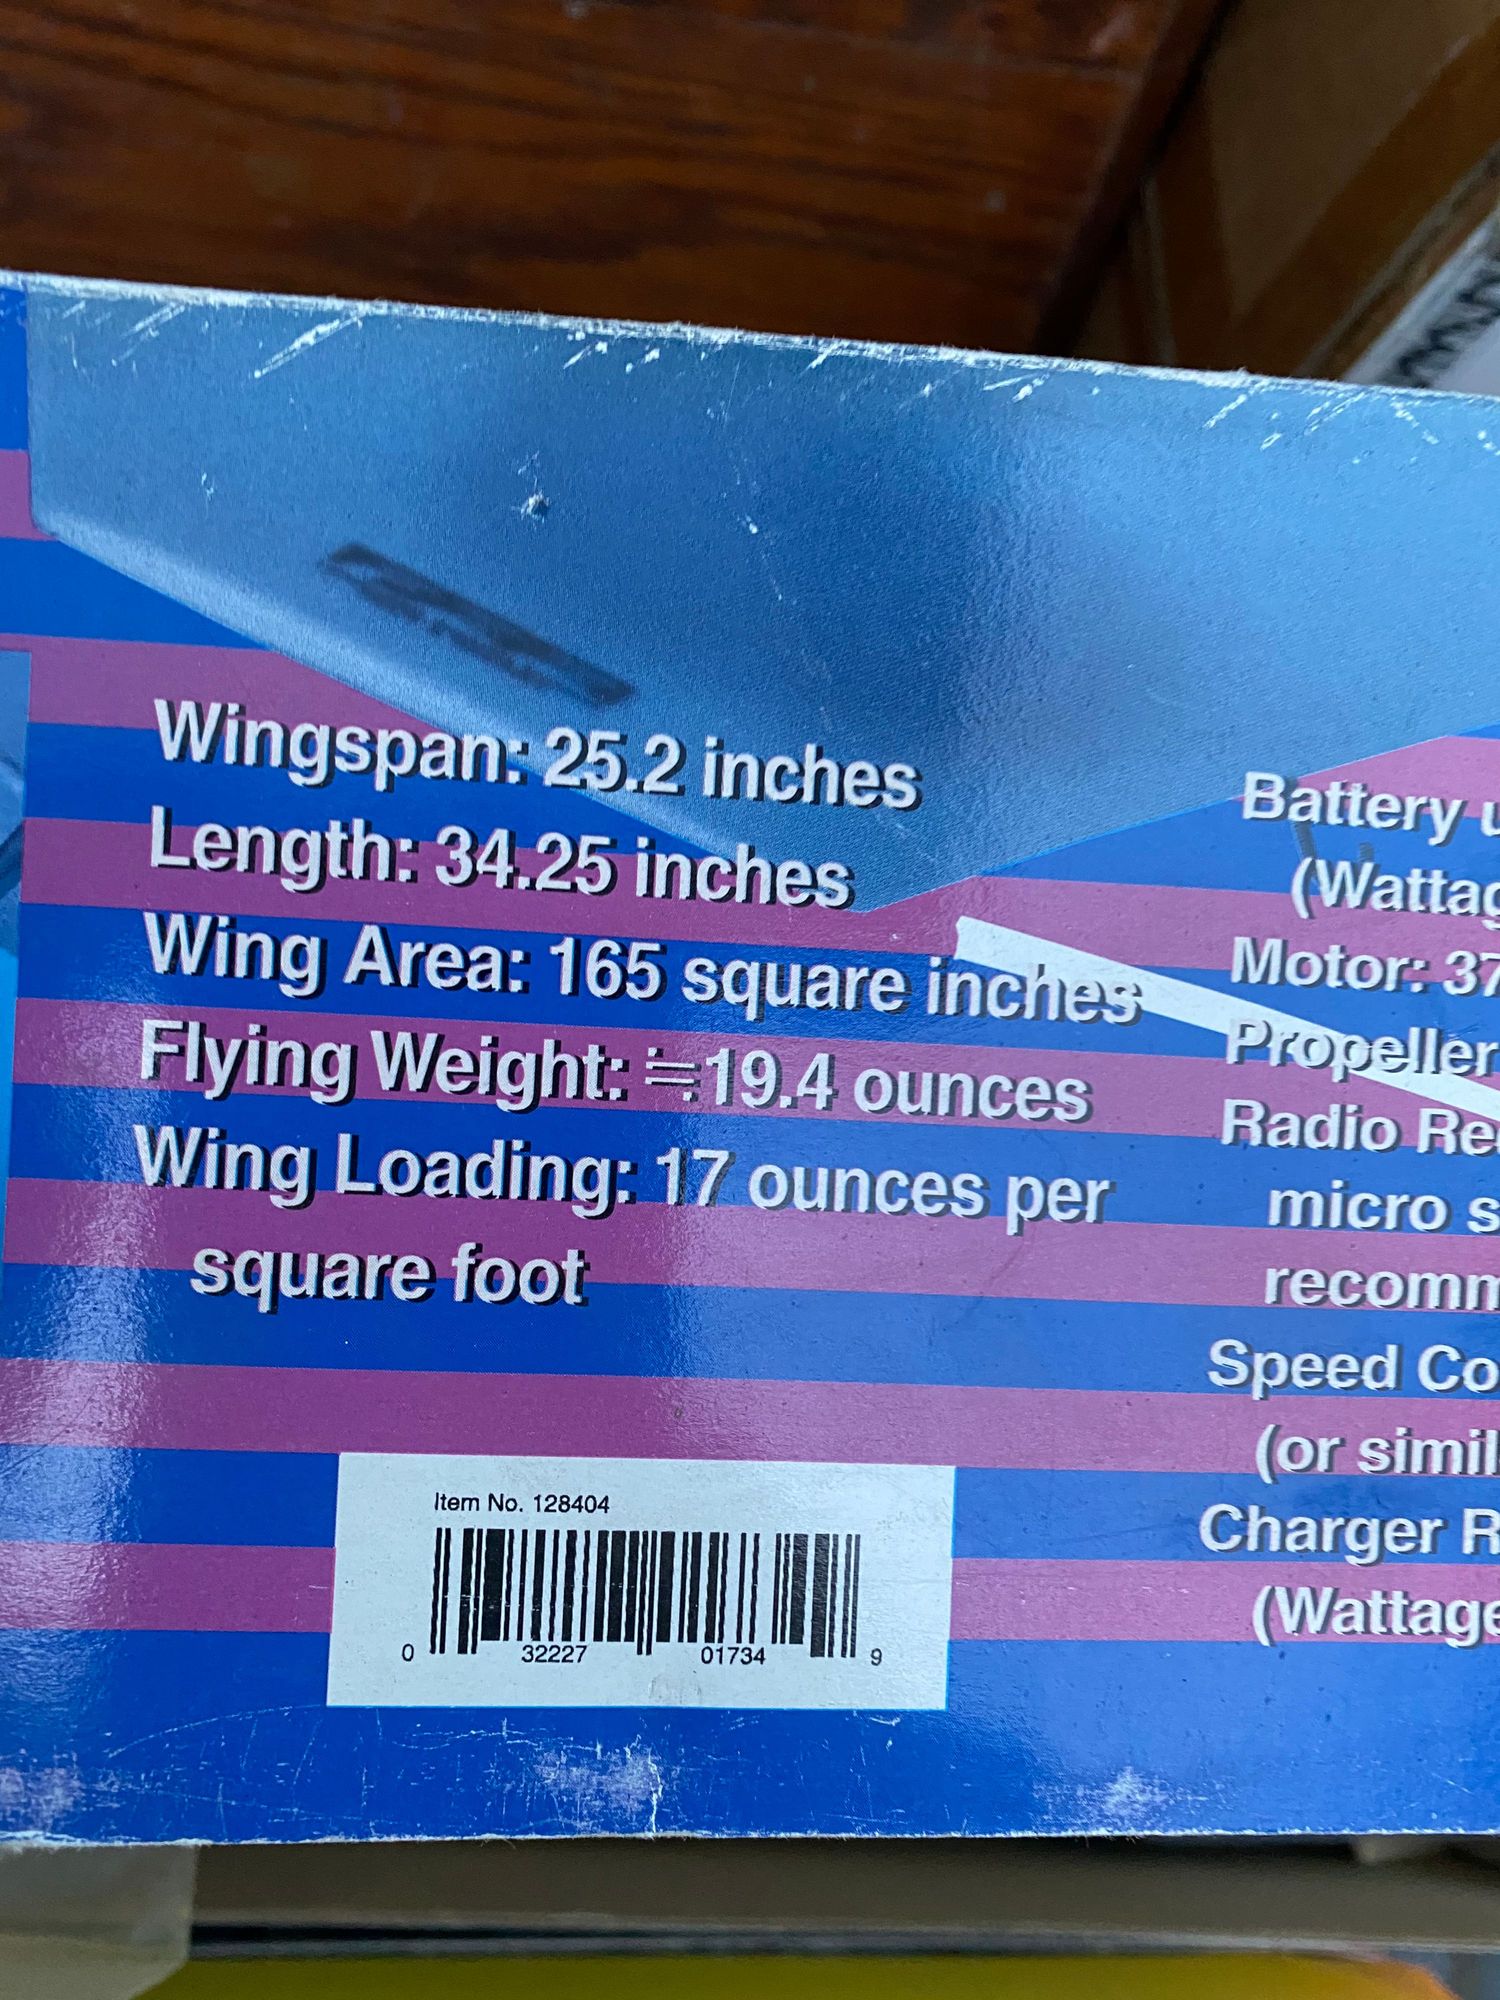 Wingspan: 25.2 inches
Length: 34.25 inches
Wing Area: 165 square inches
Flying Weight: ≒19.4 ounces
Wing Loading: 17 ounces per
square foot
Battery
(Wattag
Motor: 37
Propeller
Radio Re
micro s
recomm
Speed Co
(or simil
Charger R
(Wattage
Item No. 128404
0 32227 01734 9